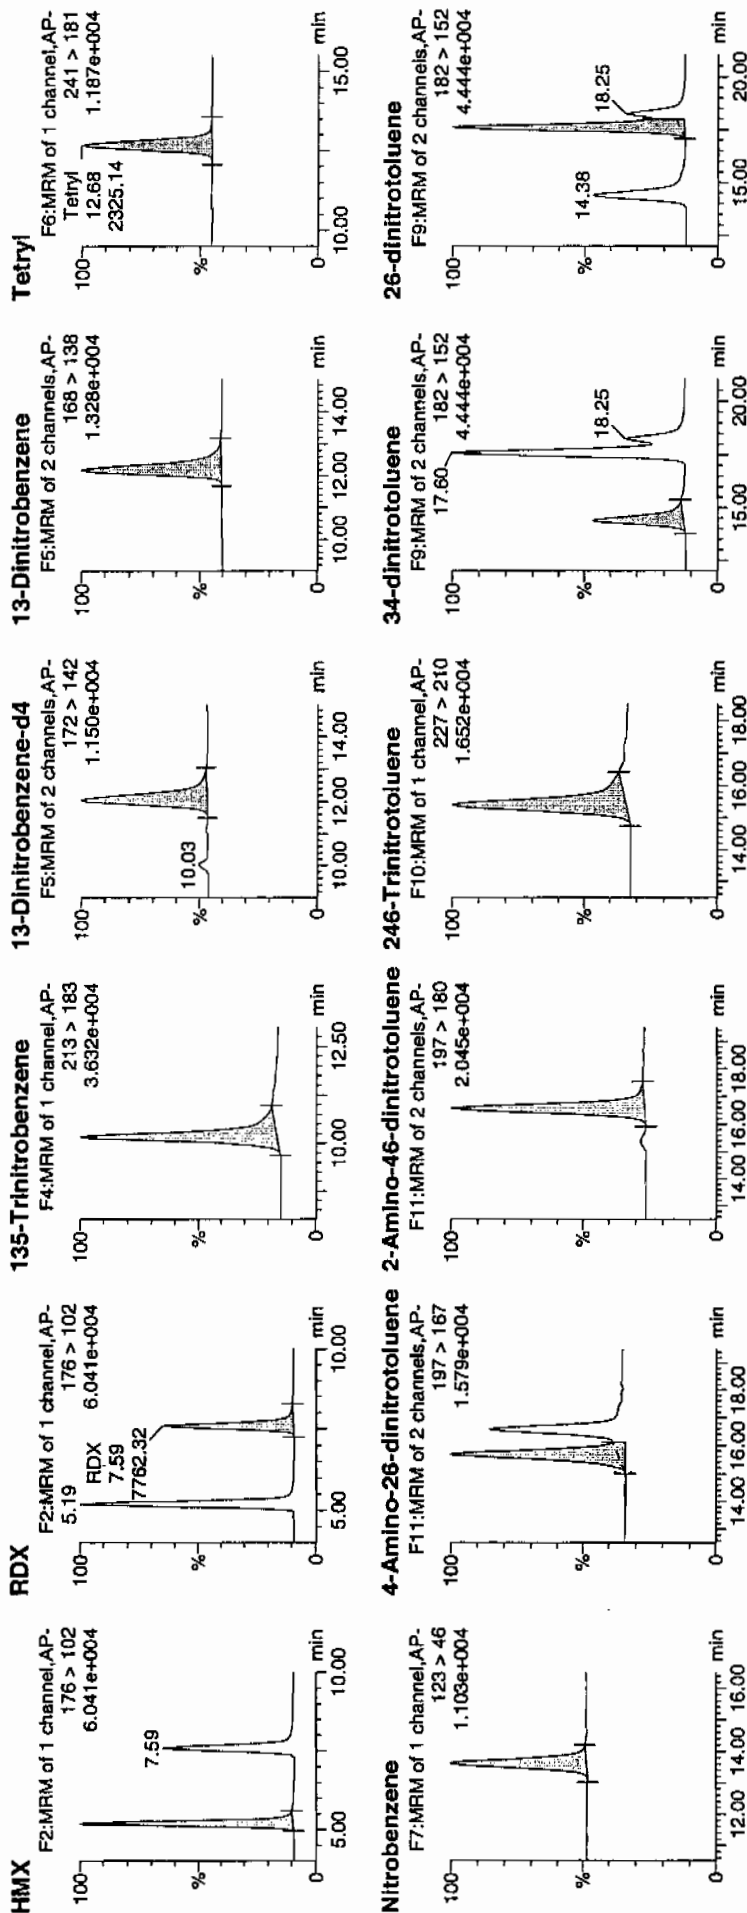 HMX
F2:MRM of 1 channel,AP-
176 > 102
6.041e+004
100
7.59
%
0
5.00
10.00
min
RDX
F2:MRM of 1 channel,AP-
176 > 102
6.041e+004
100
5.19
RDX
7.59
7762.32
%
0
5.00
10.00
min
135-Trinitrobenzene
F4:MRM of 1 channel,AP-
213 > 183
3.632e+004
100
%
0
10.00
12.50
min
13-Dinitrobenzene-d4
F5:MRM of 2 channels,AP-
172 > 142
1.150e+004
100
10.03
%
0
10.00
12.00
14.00
min
13-Dinitrobenzene
F5:MRM of 2 channels,AP-
168 > 138
1.328e+004
100
%
0
10.00
12.00
14.00
min
Tetryl
F6:MRM of 1 channel,AP-
241 > 181
1.187e+004
100
Tetryl
12.68
2325.14
%
0
10.00
15.00
min
Nitrobenzene
F7:MRM of 1 channel,AP-
123 > 46
1.103e+004
100
%
0
12.00
14.00
16.00
min
4-Amino-26-dinitrotoluene
F11:MRM of 2 channels,AP-
197 > 167
1.579e+004
100
%
0
14.00
16.00
18.00
min
2-Amino-46-dinitrotoluene
F11:MRM of 2 channels,AP-
197 > 180
2.045e+004
100
%
0
14.00
16.00
18.00
min
246-Trinitrotoluene
F10:MRM of 1 channel,AP-
227 > 210
1.652e+004
100
%
0
14.00
16.00
18.00
min
34-dinitrotoluene
F9:MRM of 2 channels,AP-
182 > 152
4.444e+004
100
17.60
18.25
%
0
15.00
20.00
min
26-dinitrotoluene
F9:MRM of 2 channels,AP-
182 > 152
4.444e+004
100
14.38
18.25
%
0
15.00
20.00
min